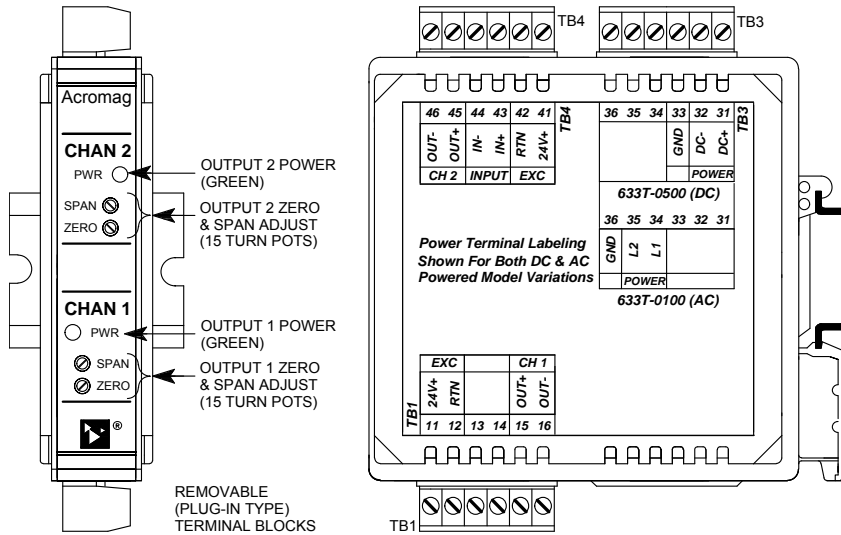 Acromag
CHAN 2
PWR
SPAN
ZERO
CHAN 1
PWR
SPAN
ZERO
®
OUTPUT 2 POWER
(GREEN)
OUTPUT 2 ZERO
& SPAN ADJUST
(15 TURN POTS)
OUTPUT 1 POWER
(GREEN)
OUTPUT 1 ZERO
& SPAN ADJUST
(15 TURN POTS)
REMOVABLE
(PLUG-IN TYPE)
TERMINAL BLOCKS
TB4
TB3
46 45 44 43 42 41
TB4
OUT- OUT+ IN- IN+ RTN 24V+
CH 2 INPUT EXC
36 35 34 33 32 31
TB3
GND DC- DC+
POWER
633T-0500 (DC)
36 35 34 33 32 31
GND L2 L1
POWER
633T-0100 (AC)
Power Terminal Labeling
Shown For Both DC & AC
Powered Model Variations
EXC CH 1
24V+ RTN OUT+ OUT-
TB1
11 12 13 14 15 16
TB1